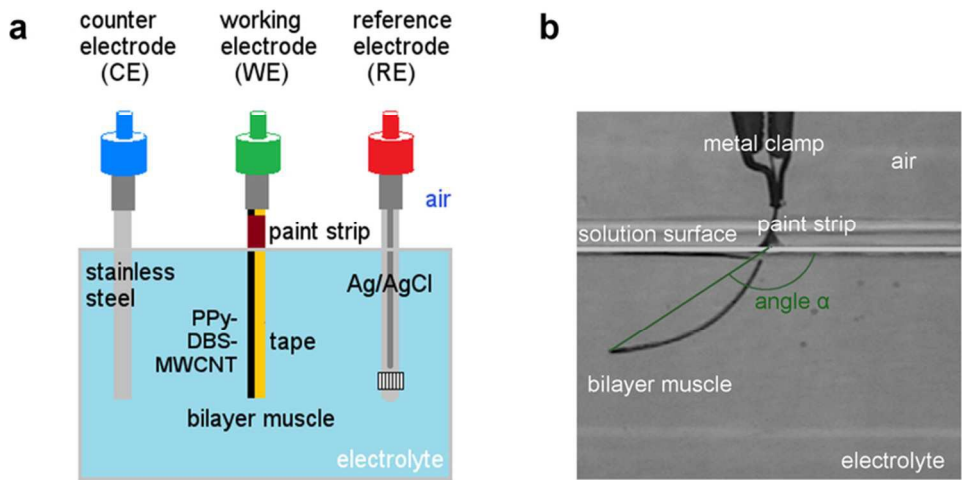 a
counter
electrode
(CE)
working
electrode
(WE)
reference
electrode
(RE)
air
paint strip
stainless
steel
Ag/AgCl
PPy-
DBS-
MWCNT
tape
bilayer muscle
electrolyte
b
metal clamp
air
paint strip
solution surface
angle α
bilayer muscle
electrolyte